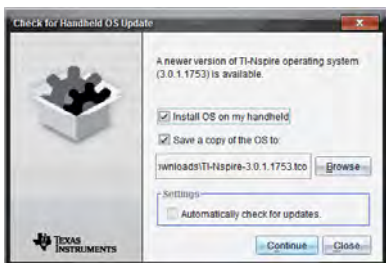 Check for Handheld OS Update
A newer version of TI-Nspire operating system
(3.0.1.1753) is available.
Install OS on my handheld
Save a copy of the OS to:
wnloads\TI-Nspire-3.0.1.1753.tco
Browse
Settings
Automatically check for updates.
TEXAS
INSTRUMENTS
Continue
Close